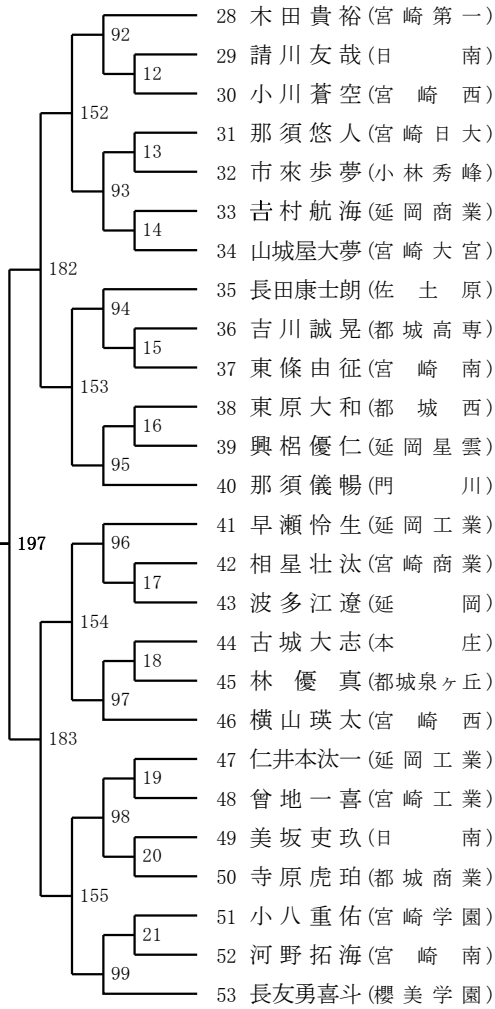 28 木田貴裕(宮崎第一)
92
29 請川友哉(日南)
12
30 小川蒼空(宮崎西)
152
31 那須悠人(宮崎日大)
13
32 市來歩夢(小林秀峰)
93
33 𠮷村航海(延岡商業)
14
34 山城屋大夢(宮崎大宮)
182
35 長田康士朗(佐土原)
94
36 吉川誠晃(都城高専)
15
37 東條由征(宮崎南)
153
38 東原大和(都城西)
16
39 興梠優仁(延岡星雲)
95
40 那須儀暢(門川)
41 早瀬怜生(延岡工業)
197
96
42 相星壮汰(宮崎商業)
17
43 波多江遼(延岡)
154
44 古城大志(本庄)
18
45 林優真(都城泉ヶ丘)
97
46 横山瑛太(宮崎西)
183
47 仁井本汰一(延岡工業)
19
48 曾地一喜(宮崎工業)
98
49 美坂吏玖(日南)
20
50 寺原虎珀(都城商業)
155
51 小八重佑(宮崎学園)
21
52 河野拓海(宮崎南)
99
53 長友勇喜斗(櫻美学園)